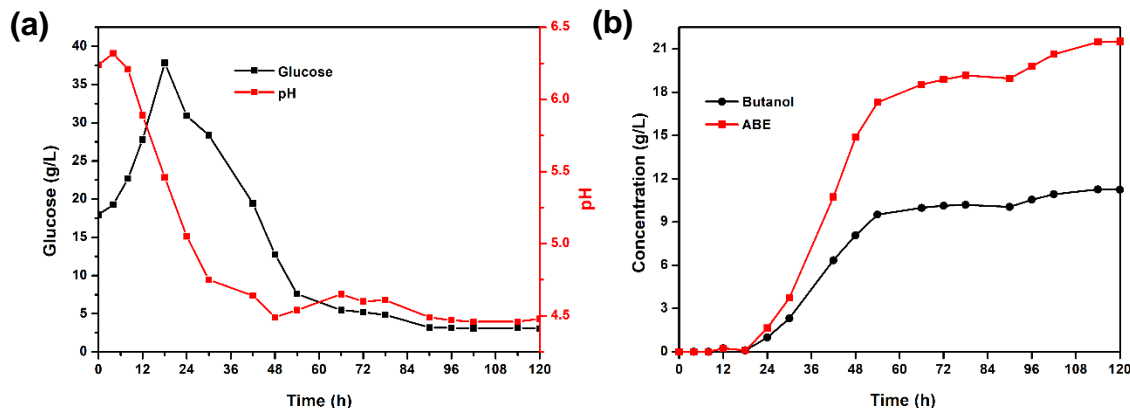 (a)
Glucose (g/L)
40
35
30
25
20
15
10
5
0
Glucose
pH
6.5
6.0
5.5
5.0
4.5
pH
0 12 24 36 48 60 72 84 96 108 120
Time (h)
(b)
Concentration (g/L)
21
18
15
12
9
6
3
0
Butanol
ABE
0 12 24 36 48 60 72 84 96 108 120
Time (h)